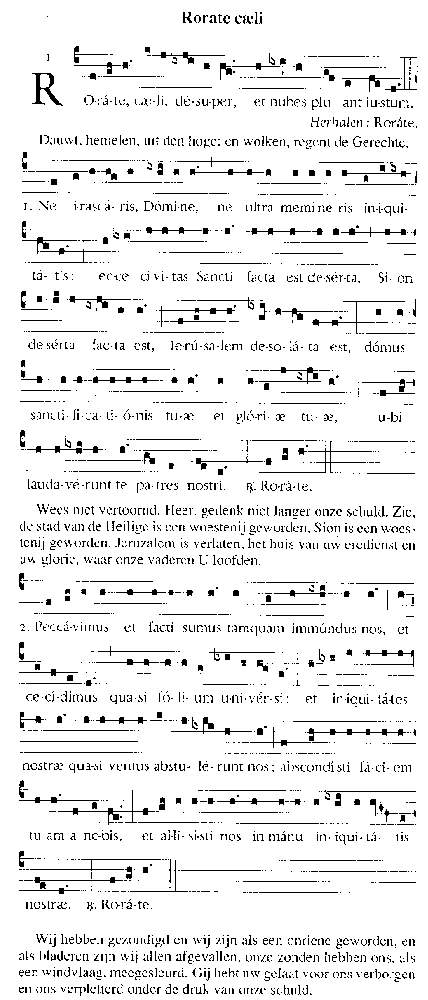 Rorate cæli
I
R
O-rá-te, cæ-li, dé-su-per, et nubes plu- ant iu-stum.
Herhalen : Roráte.
Dauwt, hemelen, uit den hoge; en wolken, regent de Gerechte.
1. Ne i-rascá- ris, Dómi-ne, ne ultra memí-ne-ris in-i-qui-
tá- tis: ec-ce cí-vi-tas Sancti facta est de-sér-ta, Si- on
de-sérta fac-ta est, Ie-rú-sa-lem de-so-lá- ta est, dómus
sancti- fi-ca-ti- ó-nis tu-æ et gló-ri- æ tu- æ, u-bi
lauda-vé-runt te pa-tres nostri. ℟. Ro-rá-te.
Wees niet vertoornd, Heer, gedenk niet langer onze schuld. Zie,
de stad van de Heilige is een woestenij geworden, Sion is een woes-
tenij geworden, Jeruzalem is verlaten, het huis van uw eredienst en
uw glorie, waar onze vaderen U loofden.
2. Peccá-vimus et facti sumus tamquam immúndus nos, et
ce-cí-dimus qua-si fó-li- um u-ni-vér-si; et in-iqui-tá-tes
nostræ qua-si ventus abstu- lé-runt nos; abscondí-sti fá-ci- em
tu-am a no-bis, et al-li-sí-sti nos in mánu in-iqui-tá- tis
nostræ. ℟. Ro-rá-te.
Wij hebben gezondigd en wij zijn als een onriene geworden, en
als bladeren zijn wij allen afgevallen, onze zonden hebben ons, als
een windvlaag, meegesleurd. Gij hebt uw gelaat voor ons verborgen
en ons verpletterd onder de druk van onze schuld.